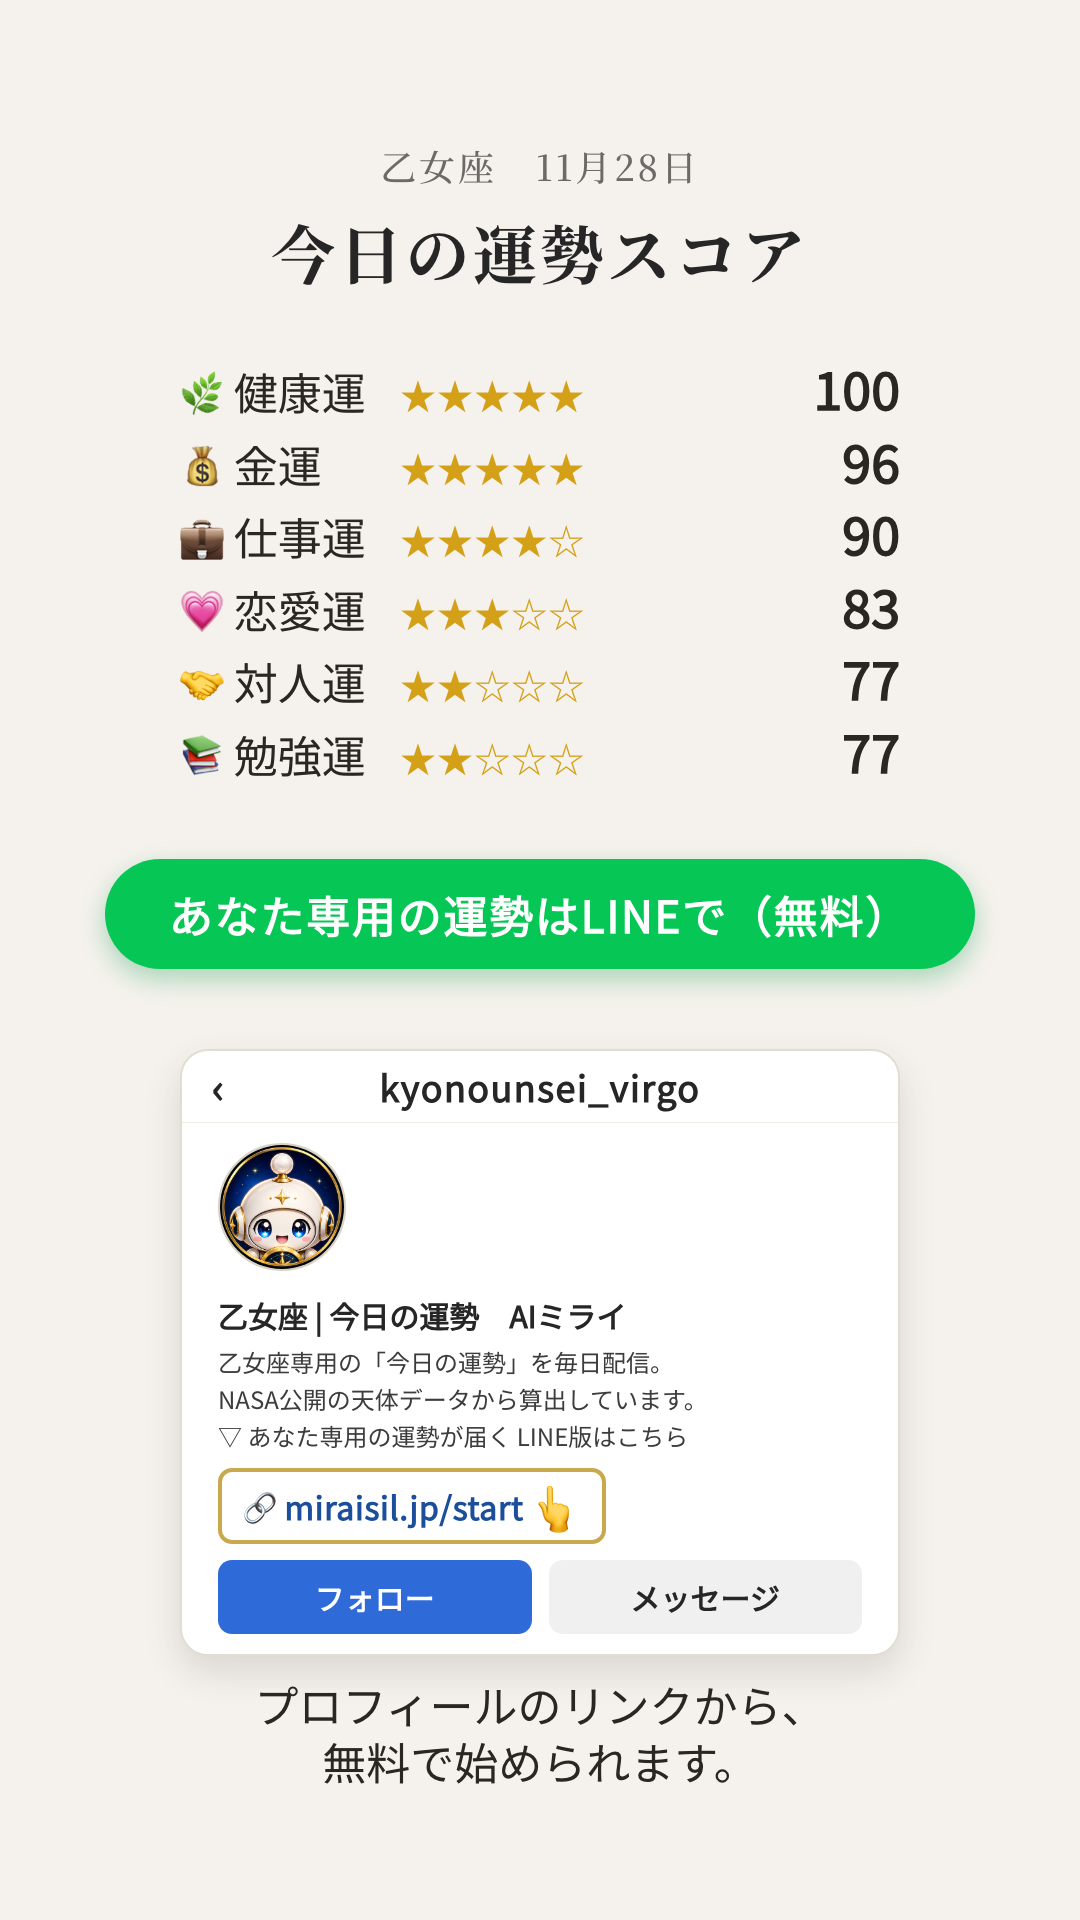 乙女座　11月28日
今日の運勢スコア
🌿 健康運 ★★★★★ 100
💰 金運 ★★★★★ 96
💼 仕事運 ★★★★☆ 90
💗 恋愛運 ★★★☆☆ 83
🤝 対人運 ★★☆☆☆ 77
📚 勉強運 ★★☆☆☆ 77
あなた専用の運勢はLINEで（無料）
‹ kyonounsei_virgo
乙女座 | 今日の運勢　AIミライ
乙女座専用の「今日の運勢」を毎日配信。
NASA公開の天体データから算出しています。
▽ あなた専用の運勢が届く LINE版はこちら
🔗 miraisil.jp/start 👆
フォロー メッセージ
プロフィールのリンクから、
無料で始められます。